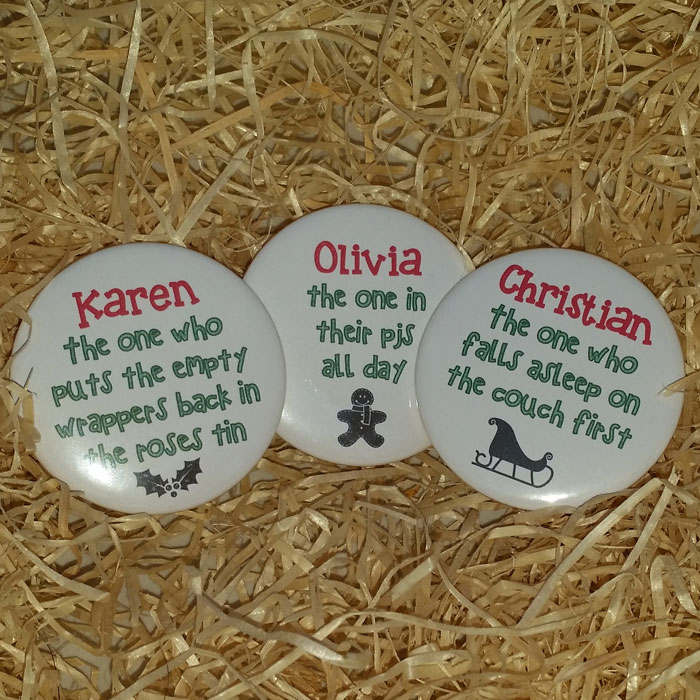 Karen
the one who
puts the empty
wrappers back in
the roses tin
Olivia
the one in
their pjs
all day
Christian
the one who
falls asleep on
the couch first